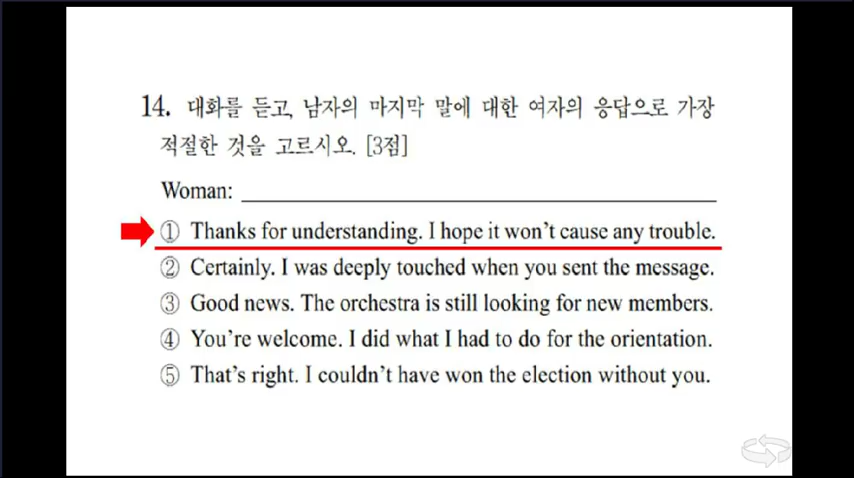 14. 대화를 듣고, 남자의 마지막 말에 대한 여자의 응답으로 가장
적절한 것을 고르시오. [3점]
Woman:
① Thanks for understanding. I hope it won't cause any trouble.
② Certainly. I was deeply touched when you sent the message.
③ Good news. The orchestra is still looking for new members.
④ You're welcome. I did what I had to do for the orientation.
⑤ That's right. I couldn't have won the election without you.